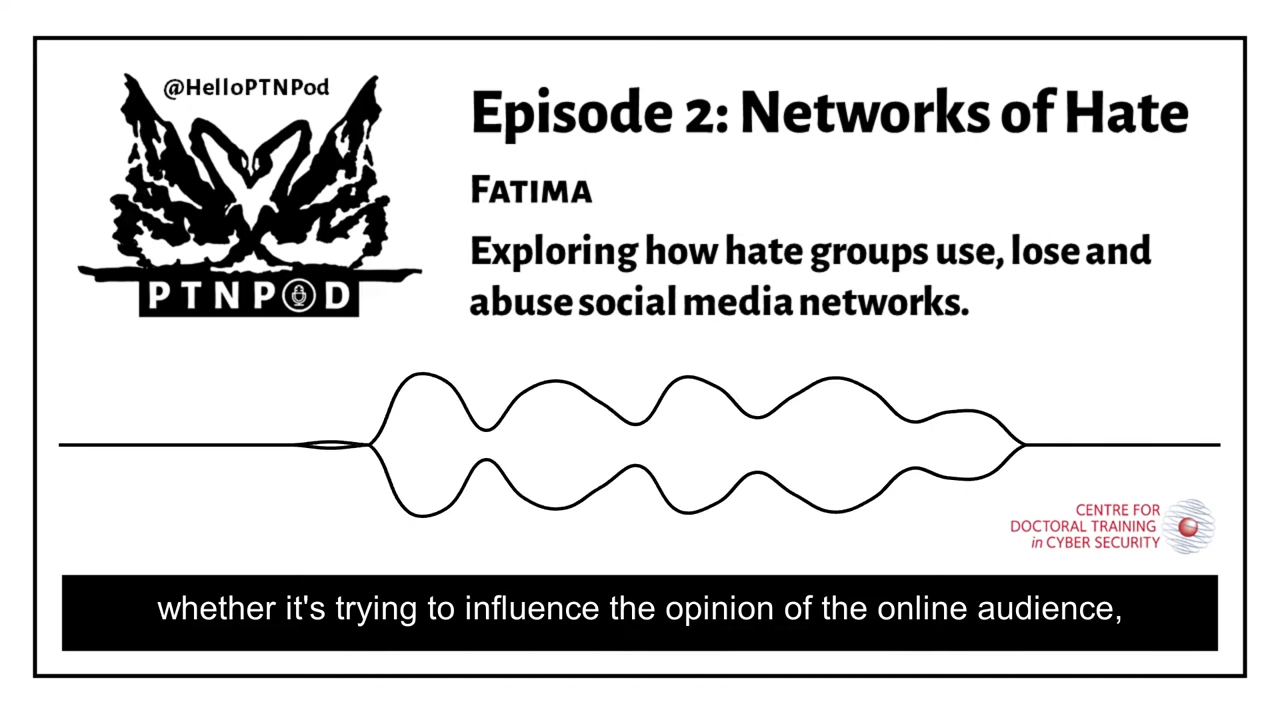 @HelloPTNPod
PTNPOD
Episode 2: Networks of Hate
FATIMA
Exploring how hate groups use, lose and
abuse social media networks.
CENTRE FOR
DOCTORAL TRAINING
in CYBER SECURITY
whether it's trying to influence the opinion of the online audience,